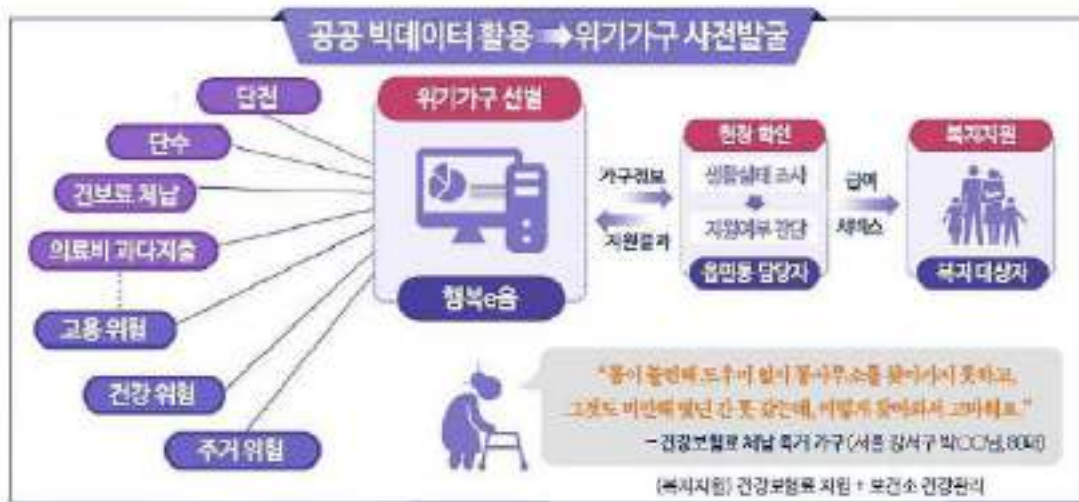 공공 빅데이터 활용 → 위기가구 사전발굴
단전
단수
건보료 체납
의료비 과다지출
고용 위험
건강 위험
주거 위험
위기가구 선별
행복e음
가구정보
지원결과
현장 확인
생활실태 조사
지원여부 판단
읍면동 담당자
급여
서비스
복지지원
복지 대상자
"몸이 불편해 도우미 없이 동사무소를 찾아가지 못하고,
그것도 미안해 몇년 간 못 갔는데, 이렇게 찾아와서 고마워요."
- 건강보험료 체납 독거 가구(서울 강서구 박○○님, 80대)
(복지지원) 건강보험료 지원 + 보건소 건강관리